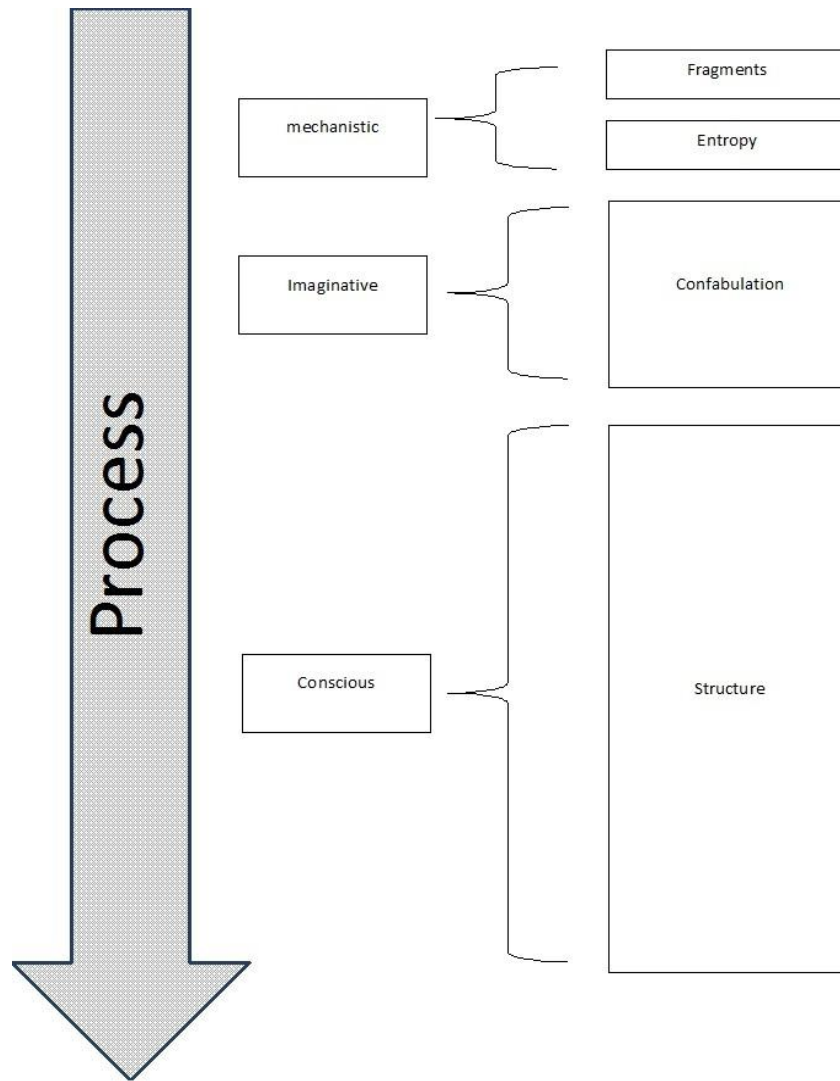 Process
mechanistic
Fragments
Entropy
Imaginative
Confabulation
Conscious
Structure